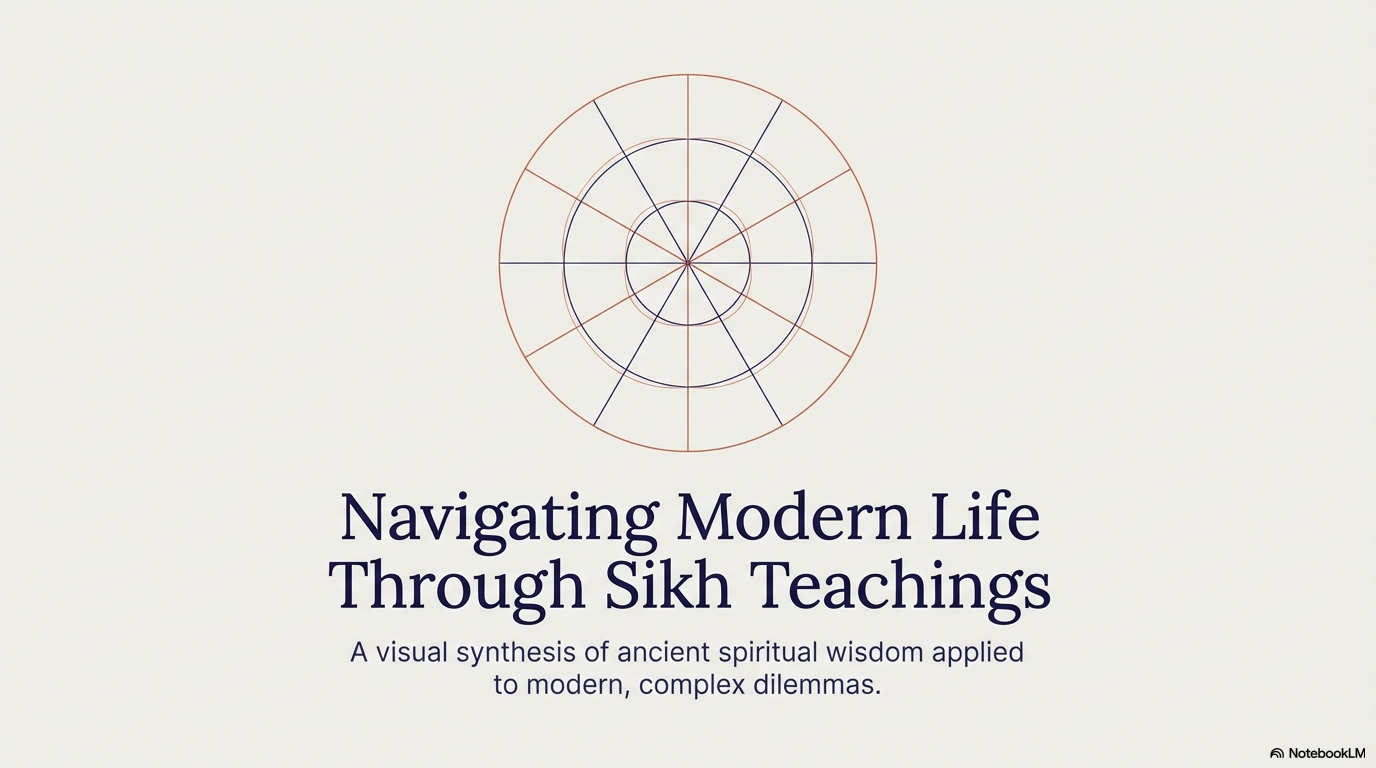 Navigating Modern Life
Through Sikh Teachings
A visual synthesis of ancient spiritual wisdom applied
to modern, complex dilemmas.
NotebookLM